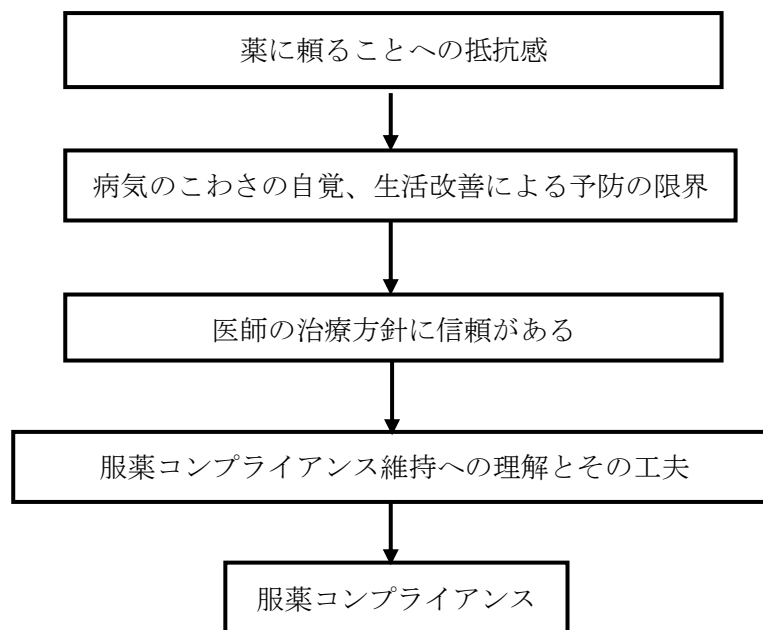 薬に頼ることへの抵抗感
病気のこわさの自覚、生活改善による予防の限界
医師の治療方針に信頼がある
服薬コンプライアンス維持への理解とその工夫
服薬コンプライアンス